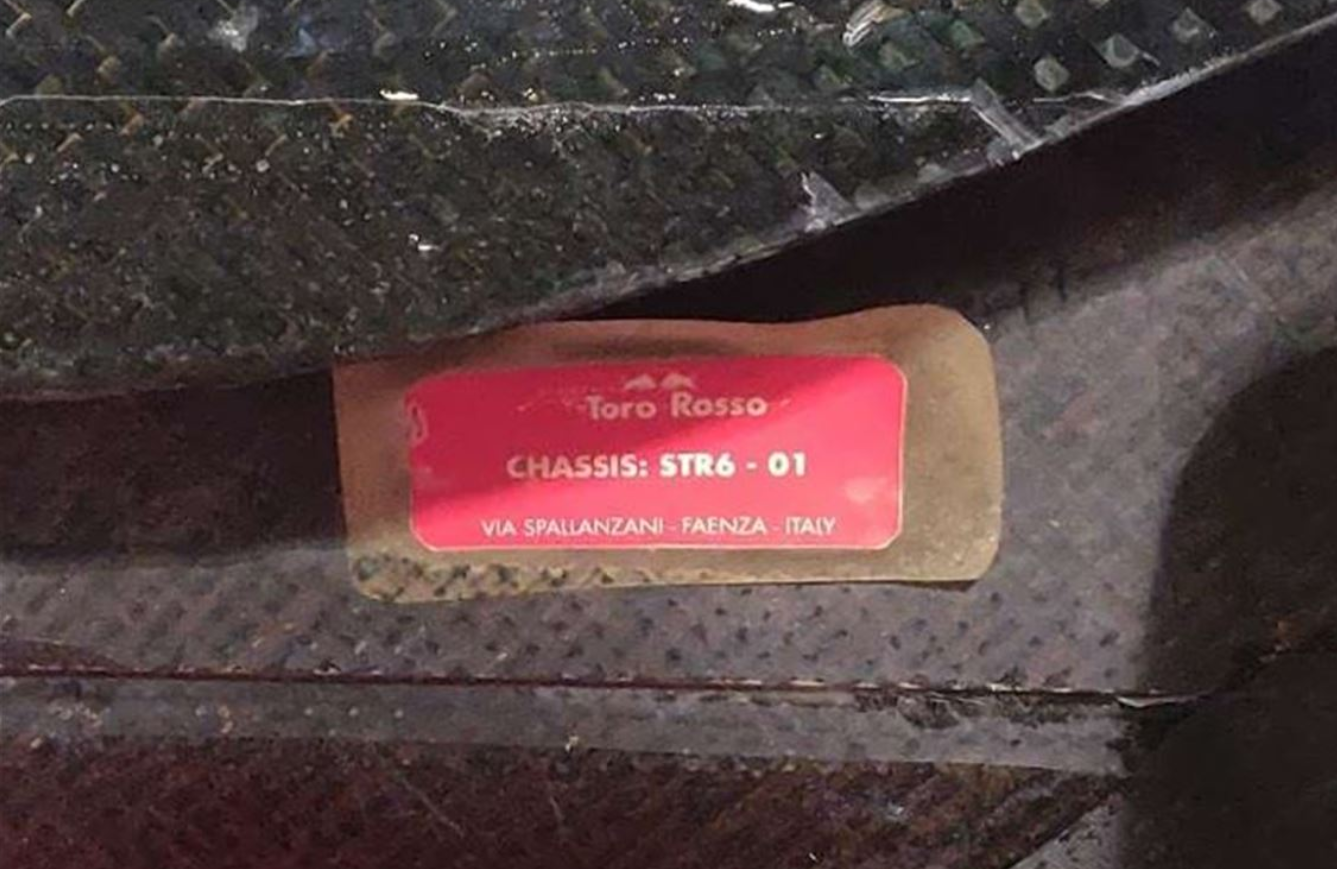 Toro Rosso
CHASSIS: STR6 - 01
VIA SPALLANZANI - FAENZA - ITALY